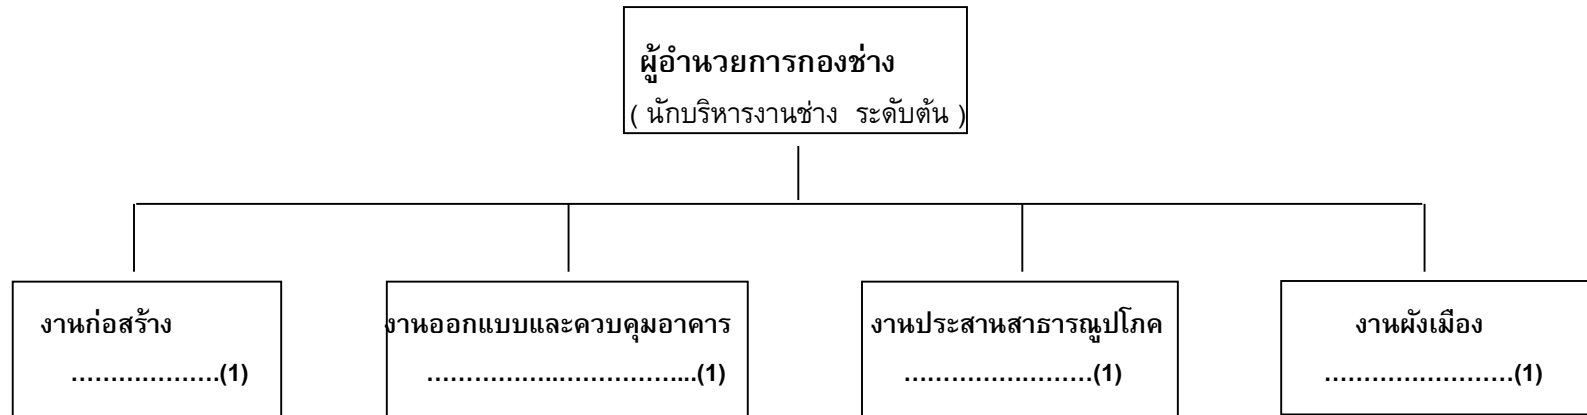 ผู้อำนวยการกองช่าง
( นักบริหารงานช่าง ระดับต้น )
งานก่อสร้าง
...................(1)
งานออกแบบและควบคุมอาคาร
.................................(1)
งานประสานสาธารณูปโภค
........................(1)
งานผังเมือง
........................(1)